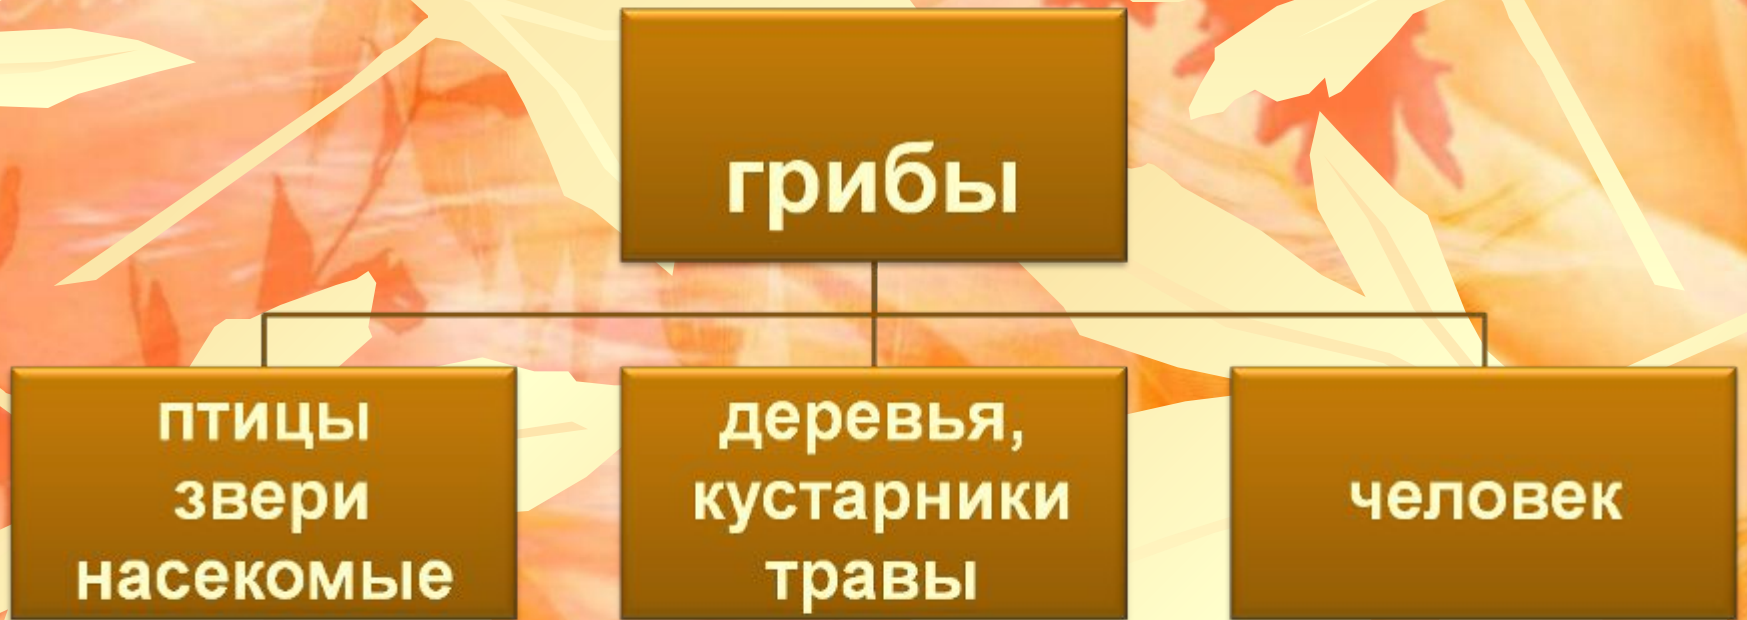 грибы
птицы
звери
насекомые
деревья,
кустарники
травы
человек